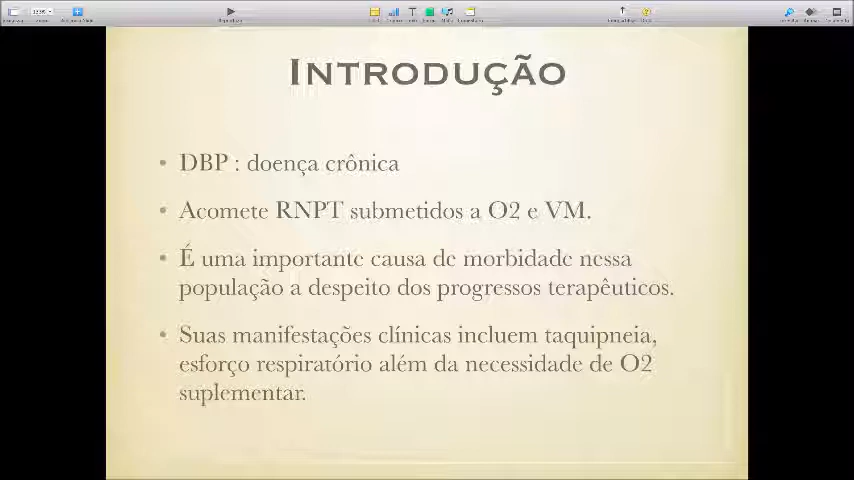 INTRODUÇÃO
• DBP : doença crônica
• Acomete RNPT submetidos a O2 e VM.
• É uma importante causa de morbidade nessa
população a despeito dos progressos terapêuticos.
• Suas manifestações clínicas incluem taquipneia,
esforço respiratório além da necessidade de O2
suplementar.